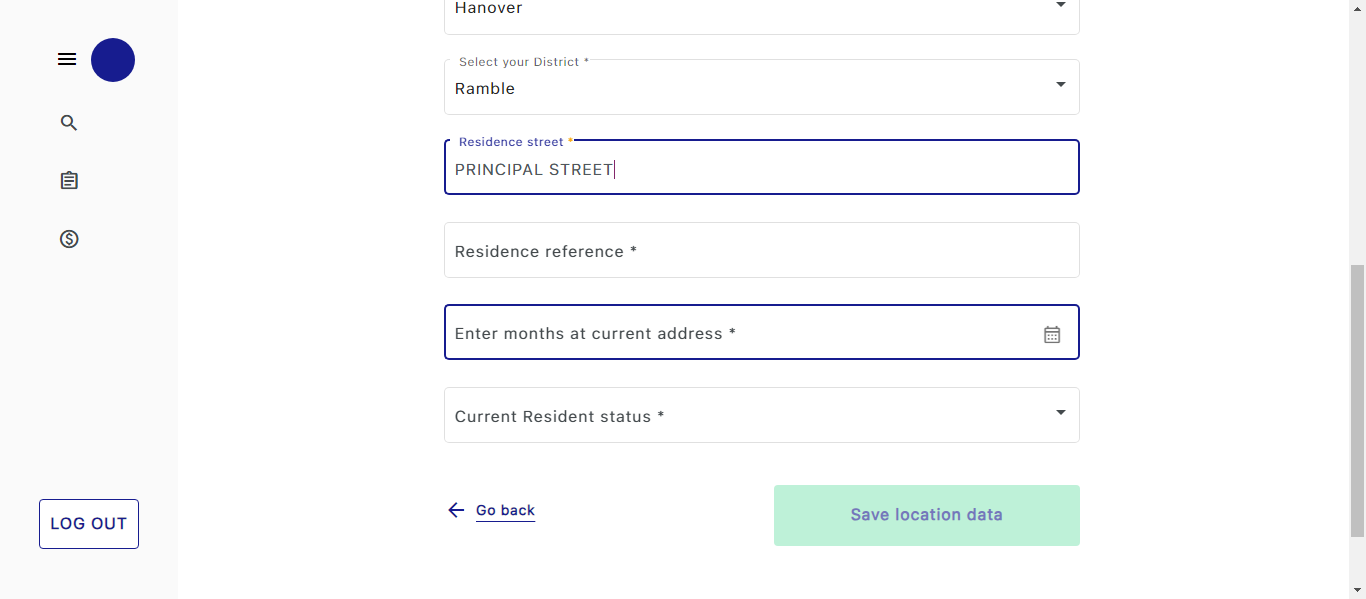 Hanover
Select your District *
Ramble
Residence street *
PRINCIPAL STREET
Residence reference *
Enter months at current address *
Current Resident status *
Go back
Save location data
LOG OUT